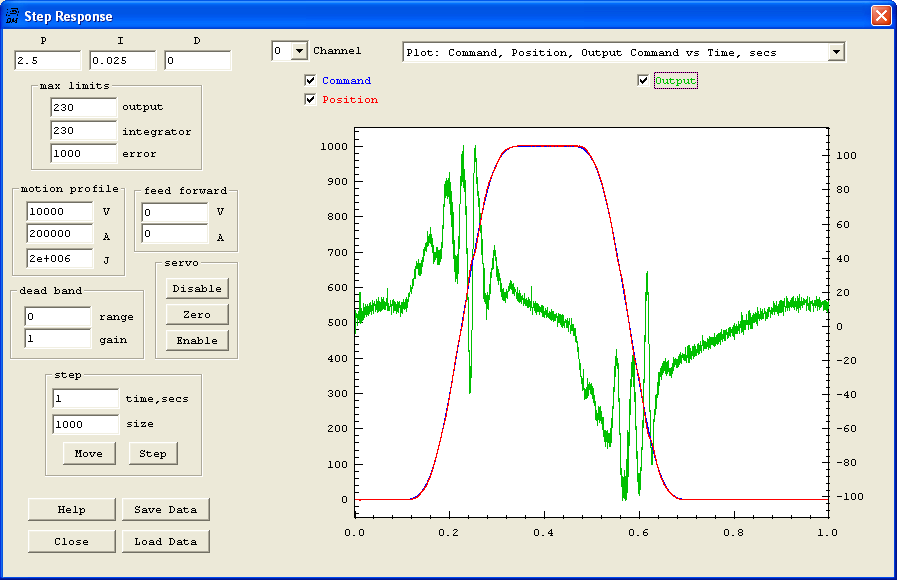 DM Step Response
P I D
2.5 0.025 0
0 Channel
Plot: Command, Position, Output Command vs Time, secs
Command
Position
Output
max limits
230 output
230 integrator
1000 error
motion profile
10000 V
200000 A
2e+006 J
feed forward
0 V
0 A
servo
Disable
Zero
Enable
dead band
0 range
1 gain
step
1 time,secs
1000 size
Move Step
Help Save Data
Close Load Data
1000
900
800
700
600
500
400
300
200
100
0
100
80
60
40
20
0
-20
-40
-60
-80
-100
0.0 0.2 0.4 0.6 0.8 1.0